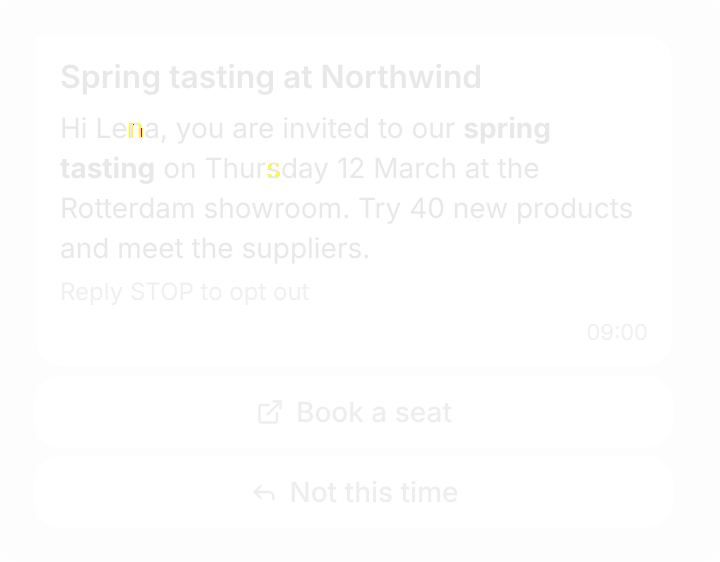 Spring tasting at Northwind
Hi Lena, you are invited to our spring
tasting on Thursday 12 March at the
Rotterdam showroom. Try 40 new products
and meet the suppliers.
Reply STOP to opt out
09:00
Book a seat
Not this time